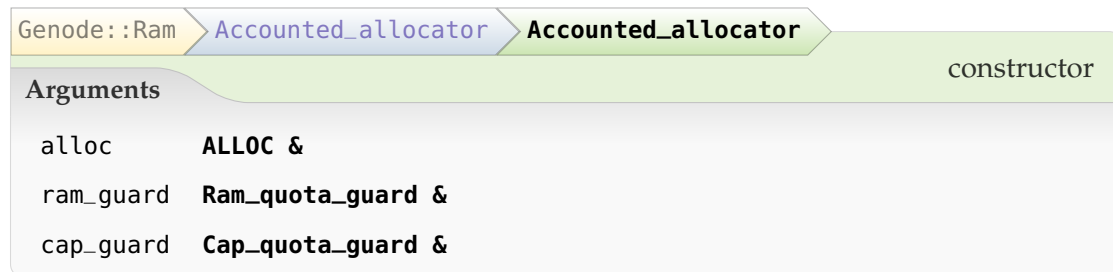 Genode::Ram Accounted_allocator Accounted_allocator
constructor
Arguments
alloc ALLOC &
ram_guard Ram_quota_guard &
cap_guard Cap_quota_guard &